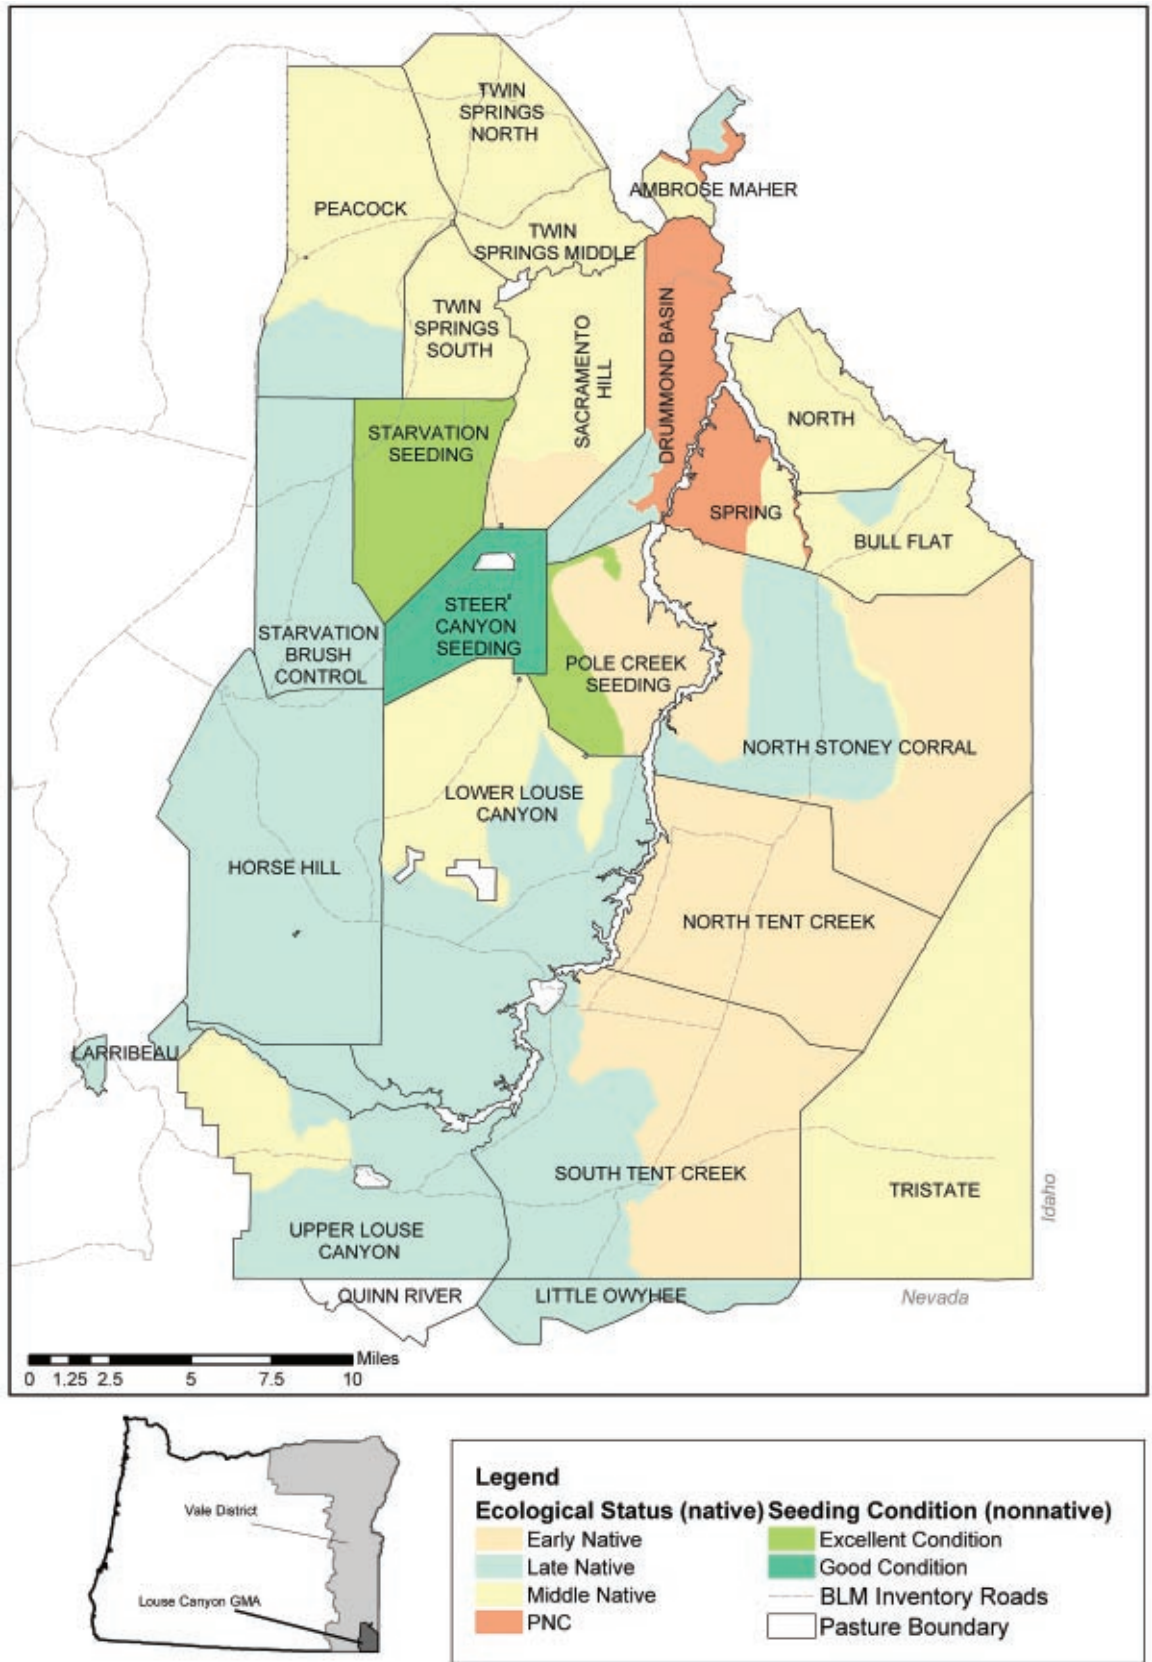 TWIN
SPRINGS
NORTH
AMBROSE MAHER
PEACOCK
TWIN
SPRINGS MIDDLE
TWIN
SPRINGS
SOUTH
SACRAMENTO
HILL
DRUMMOND BASIN
NORTH
STARVATION
SEEDING
SPRING
BULL FLAT
STEER
CANYON
SEEDING
STARVATION
BRUSH
CONTROL
POLE CREEK
SEEDING
NORTH STONEY CORRAL
LOWER LOUSE
CANYON
HORSE HILL
NORTH TENT CREEK
LARRIBEAU
SOUTH TENT CREEK
TRISTATE
Idaho
UPPER LOUSE
CANYON
QUINN RIVER
LITTLE OWYHEE
Nevada
Miles
0 1.25 2.5 5 7.5 10
Vale District
Louse Canyon GMA
Legend
Ecological Status (native) Seeding Condition (nonnative)
Early Native Excellent Condition
Late Native Good Condition
Middle Native BLM Inventory Roads
PNC Pasture Boundary